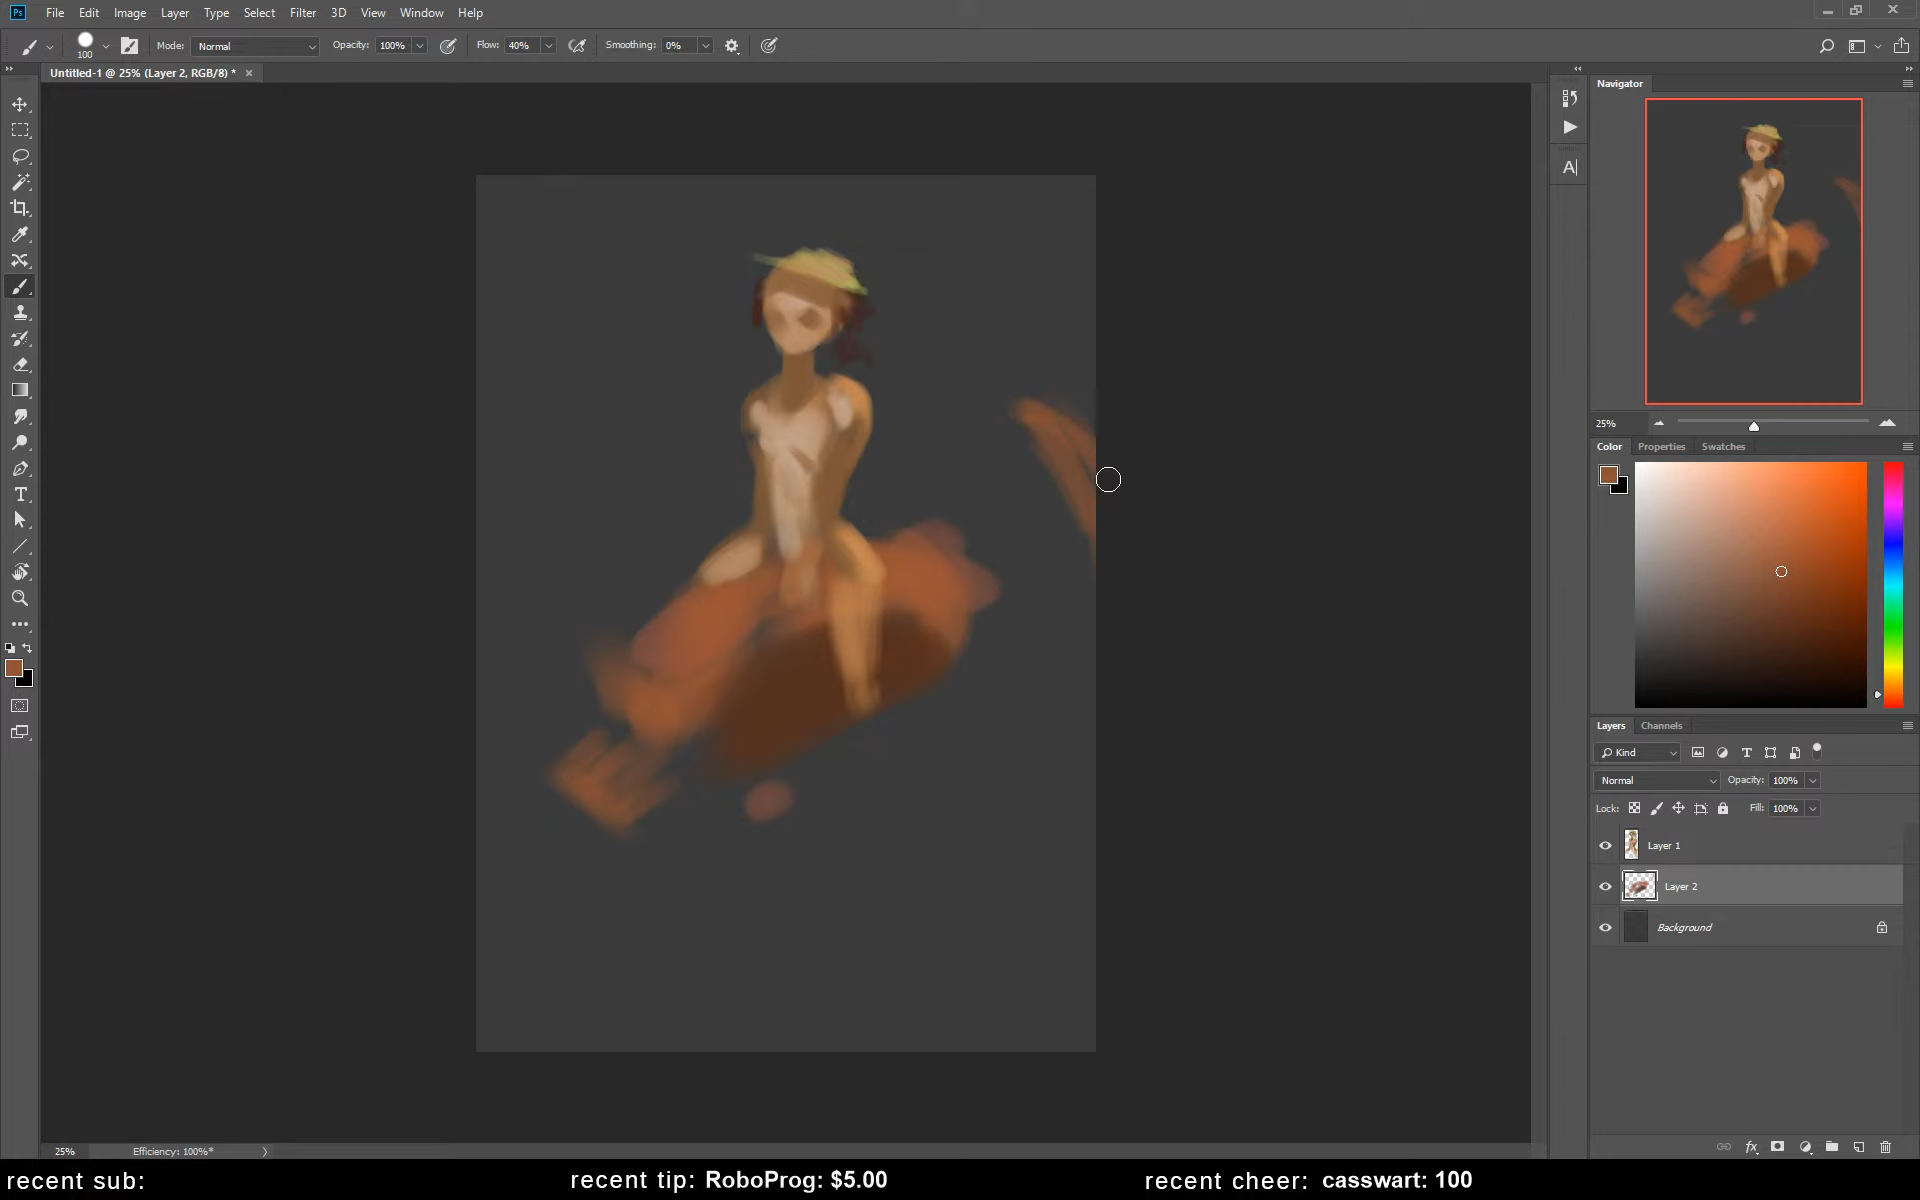 Ps File Edit Image Layer Type Select Filter 3D View Window Help
100 Mode: Normal Opacity: 100% Flow: 40% Smoothing: 0%
Untitled-1 @ 25% (Layer 2, RGB/8) *
Navigator
25%
Color Properties Swatches
Layers Channels
Kind
Normal Opacity: 100%
Lock: Fill: 100%
Layer 1
Layer 2
Background
25% Efficiency: 100%*
recent sub: recent tip: RoboProg: $5.00 recent cheer: casswart: 100